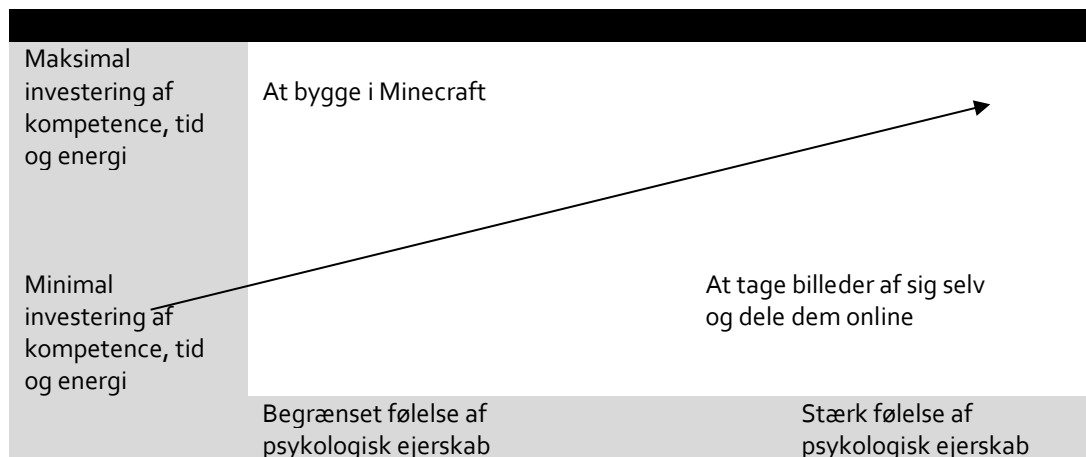 Maksimal
investering af
kompetence, tid
og energi
At bygge i Minecraft
Minimal
investering af
kompetence, tid
og energi
At tage billeder af sig selv
og dele dem online
Begrænset følelse af
psykologisk ejerskab
Stærk følelse af
psykologisk ejerskab